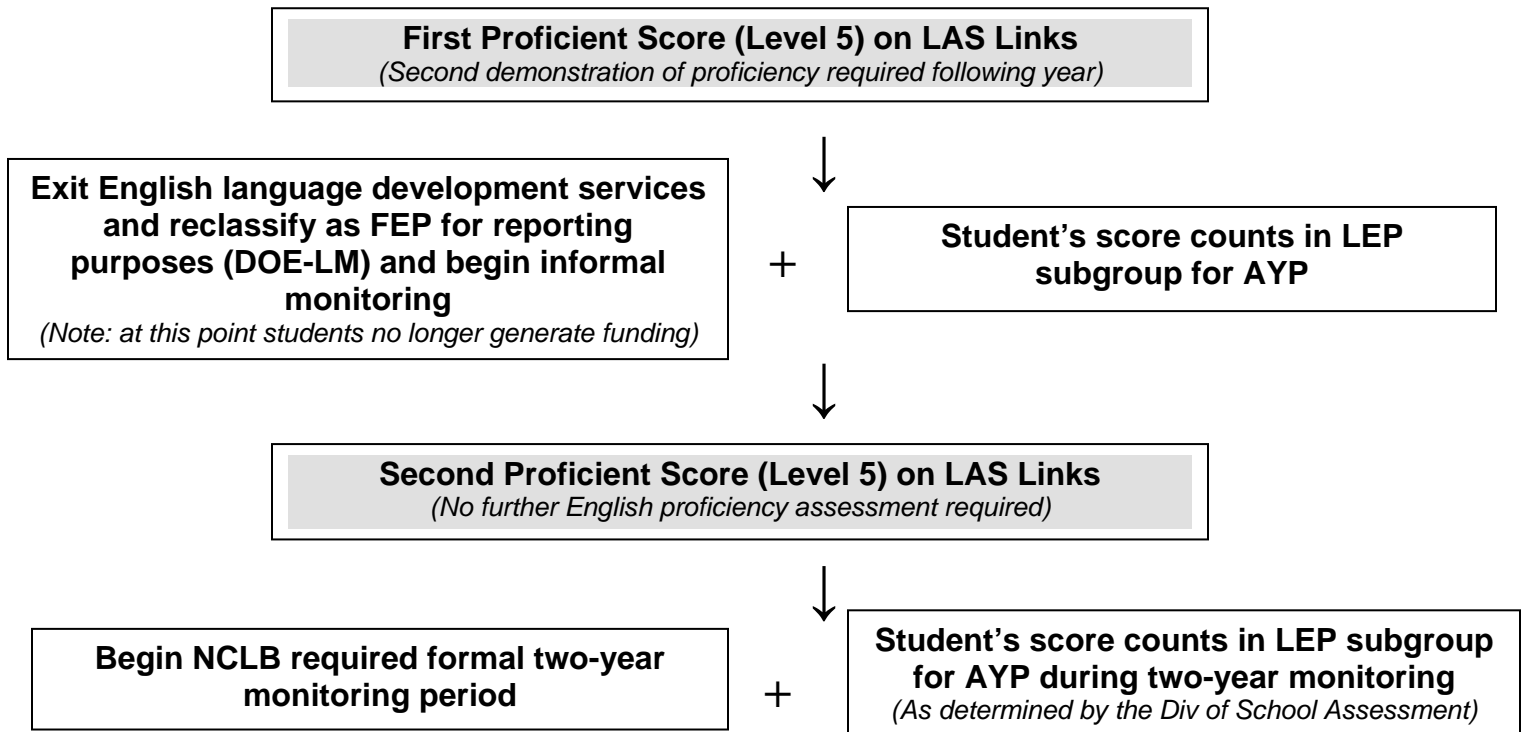 First Proficient Score (Level 5) on LAS Links
(Second demonstration of proficiency required following year)
↓
Exit English language development services
and reclassify as FEP for reporting
purposes (DOE-LM) and begin informal
monitoring
(Note: at this point students no longer generate funding)
+
Student’s score counts in LEP
subgroup for AYP
↓
Second Proficient Score (Level 5) on LAS Links
(No further English proficiency assessment required)
↓
Begin NCLB required formal two-year
monitoring period
+
Student’s score counts in LEP subgroup
for AYP during two-year monitoring
(As determined by the Div of School Assessment)